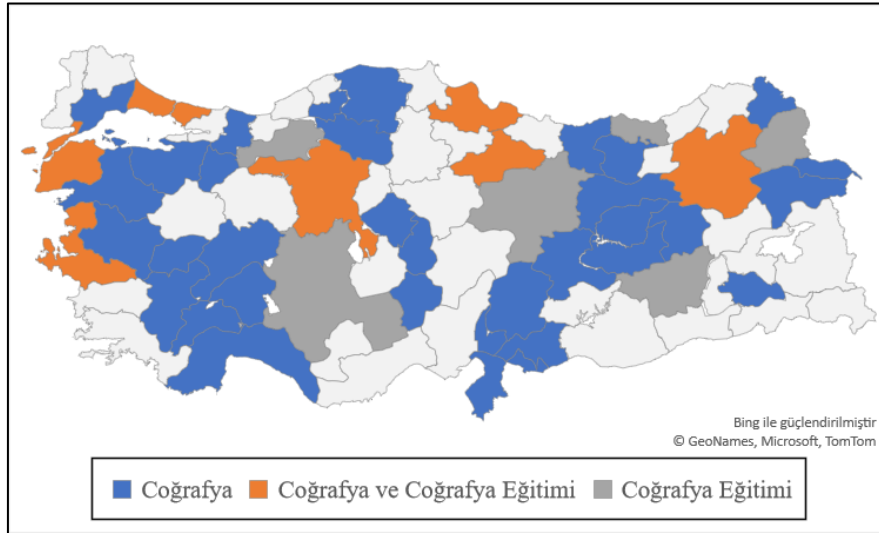 Bing ile güçlendirilmiştir
© GeoNames, Microsoft, TomTom
Coğrafya Coğrafya ve Coğrafya Eğitimi Coğrafya Eğitimi